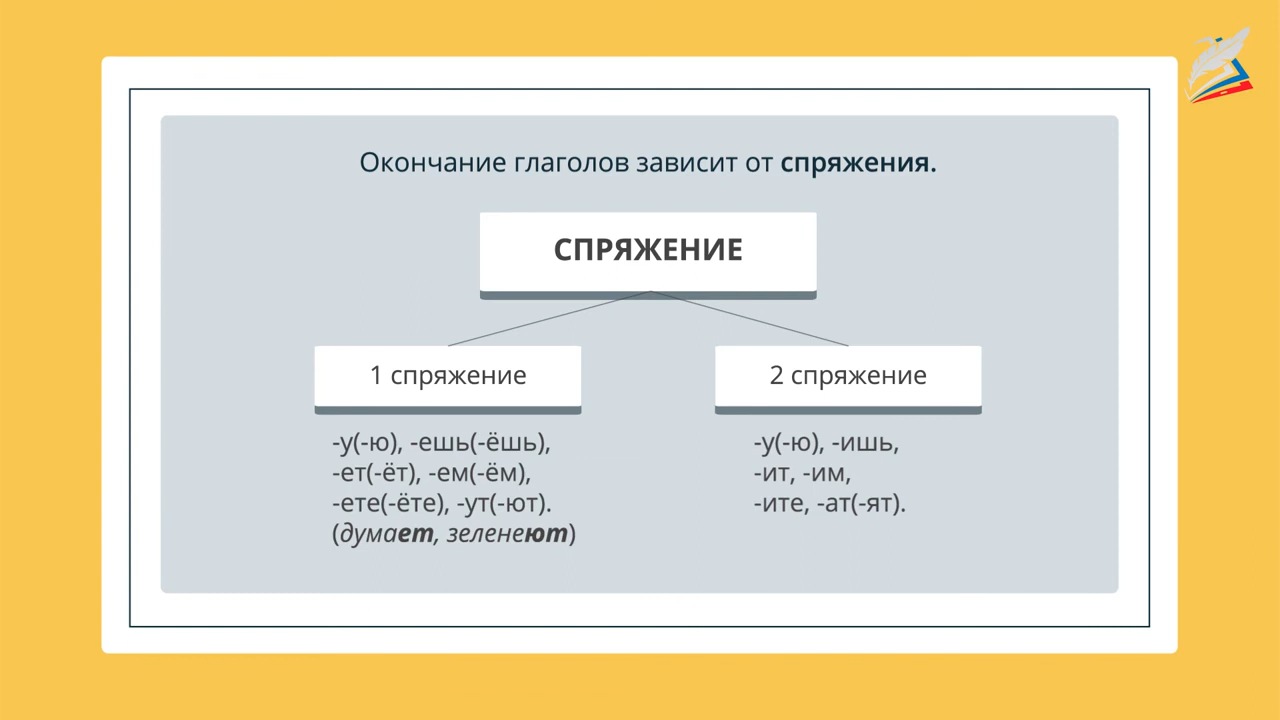 Окончание глаголов зависит от спряжения.
СПРЯЖЕНИЕ
1 спряжение
-у(-ю), -ешь(-ёшь),
-ет(-ёт), -ем(-ём),
-ете(-ёте), -ут(-ют).
(думает, зеленеют)
2 спряжение
-у(-ю), -ишь,
-ит, -им,
-ите, -ат(-ят).